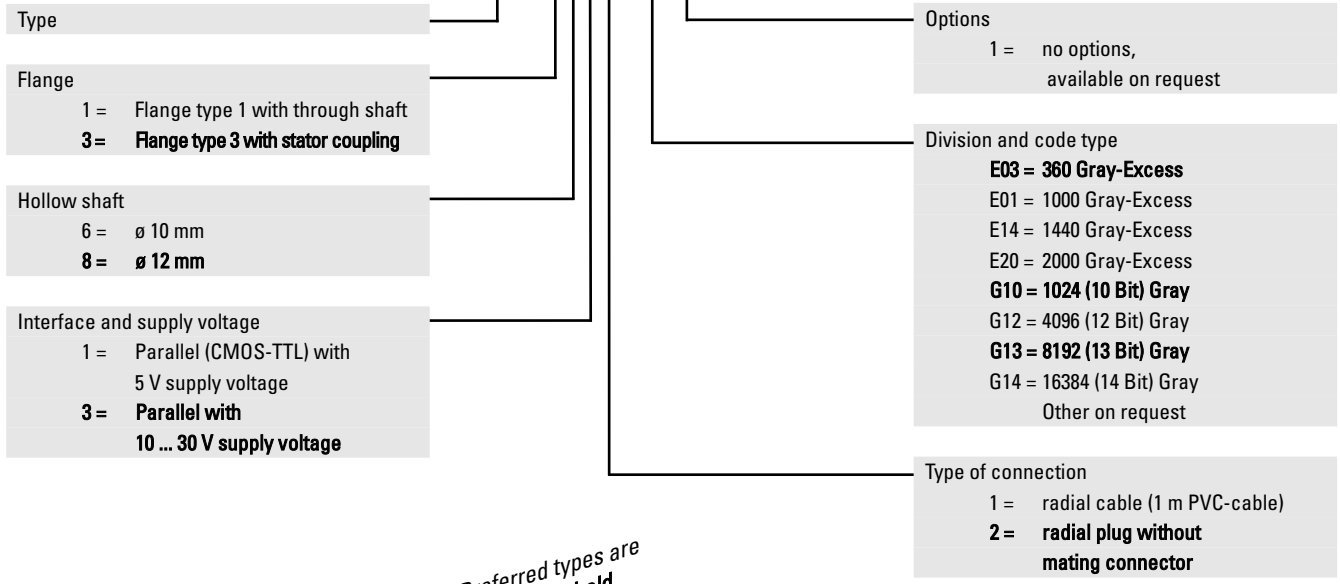 Type
Flange
1 = Flange type 1 with through shaft
3 = Flange type 3 with stator coupling
Hollow shaft
6 = ø 10 mm
8 = ø 12 mm
Interface and supply voltage
1 = Parallel (CMOS-TTL) with
5 V supply voltage
3 = Parallel with
10 ... 30 V supply voltage
Options
1 = no options,
available on request
Division and code type
E03 = 360 Gray-Excess
E01 = 1000 Gray-Excess
E14 = 1440 Gray-Excess
E20 = 2000 Gray-Excess
G10 = 1024 (10 Bit) Gray
G12 = 4096 (12 Bit) Gray
G13 = 8192 (13 Bit) Gray
G14 = 16384 (14 Bit) Gray
Other on request
Type of connection
1 = radial cable (1 m PVC-cable)
2 = radial plug without
mating connector
Preferred types are